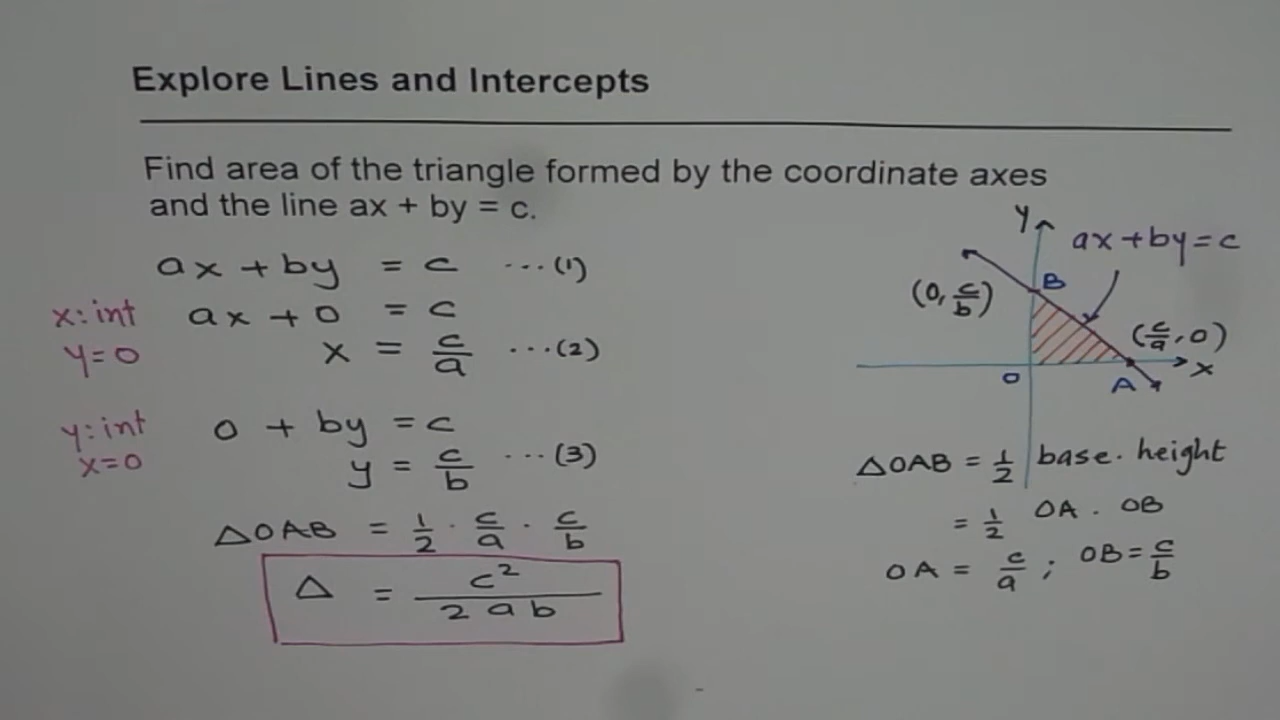 Explore Lines and Intercepts
Find area of the triangle formed by the coordinate axes
and the line ax + by = c.
ax + by = c ...(1)
x:int ax + 0 = c
y=0 x = c/a ...(2)
y:int 0 + by = c
x=0 y = c/b ...(3)
△OAB = 1/2 · c/a · c/b
△ = c²/2ab
y
ax+by=c
B
(0, c/b)
(c/a, 0)
x
O
A
△OAB = 1/2 base. height
= 1/2 OA . OB
OA = c/a ; OB = c/b